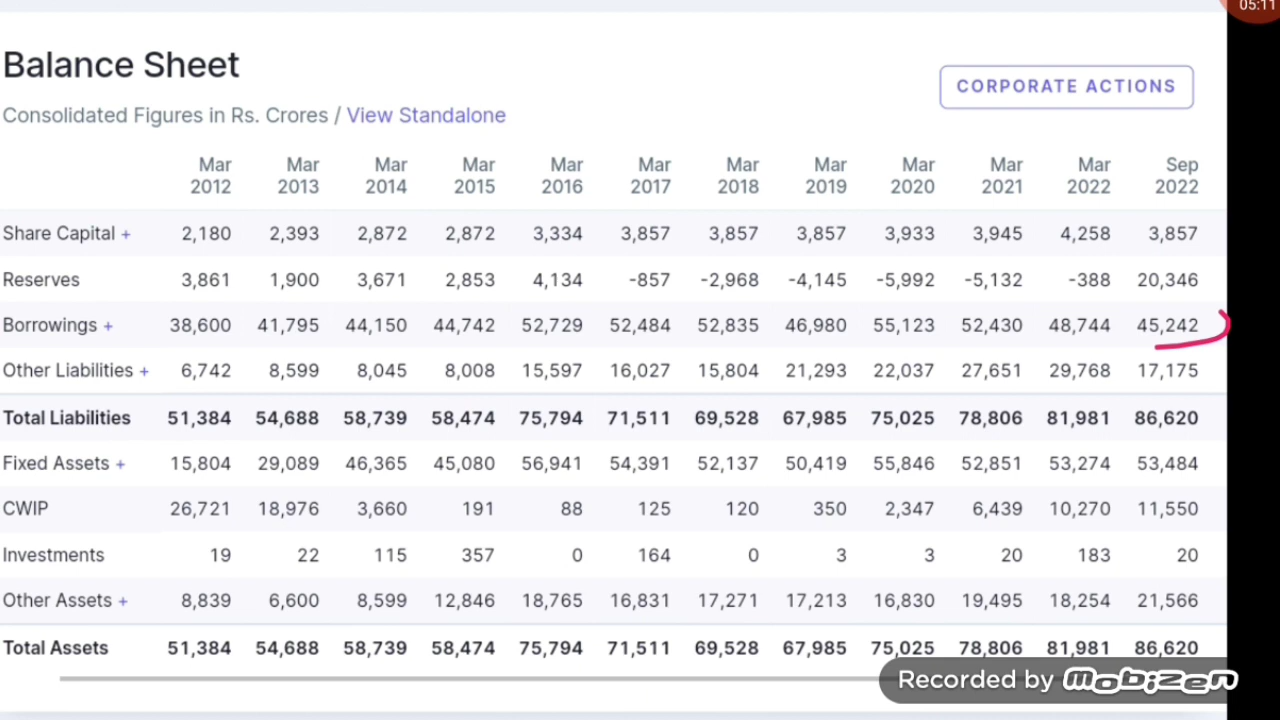 05:11
Balance Sheet
CORPORATE ACTIONS
Consolidated Figures in Rs. Crores / View Standalone
Mar 2012 Mar 2013 Mar 2014 Mar 2015 Mar 2016 Mar 2017 Mar 2018 Mar 2019 Mar 2020 Mar 2021 Mar 2022 Sep 2022
Share Capital + 2,180 2,393 2,872 2,872 3,334 3,857 3,857 3,857 3,933 3,945 4,258 3,857
Reserves 3,861 1,900 3,671 2,853 4,134 -857 -2,968 -4,145 -5,992 -5,132 -388 20,346
Borrowings + 38,600 41,795 44,150 44,742 52,729 52,484 52,835 46,980 55,123 52,430 48,744 45,242
Other Liabilities + 6,742 8,599 8,045 8,008 15,597 16,027 15,804 21,293 22,037 27,651 29,768 17,175
Total Liabilities 51,384 54,688 58,739 58,474 75,794 71,511 69,528 67,985 75,025 78,806 81,981 86,620
Fixed Assets + 15,804 29,089 46,365 45,080 56,941 54,391 52,137 50,419 55,846 52,851 53,274 53,484
CWIP 26,721 18,976 3,660 191 88 125 120 350 2,347 6,439 10,270 11,550
Investments 19 22 115 357 0 164 0 3 3 20 183 20
Other Assets + 8,839 6,600 8,599 12,846 18,765 16,831 17,271 17,213 16,830 19,495 18,254 21,566
Total Assets 51,384 54,688 58,739 58,474 75,794 71,511 69,528 67,985 75,025 78,806 81,981 86,620
Recorded by mobizen